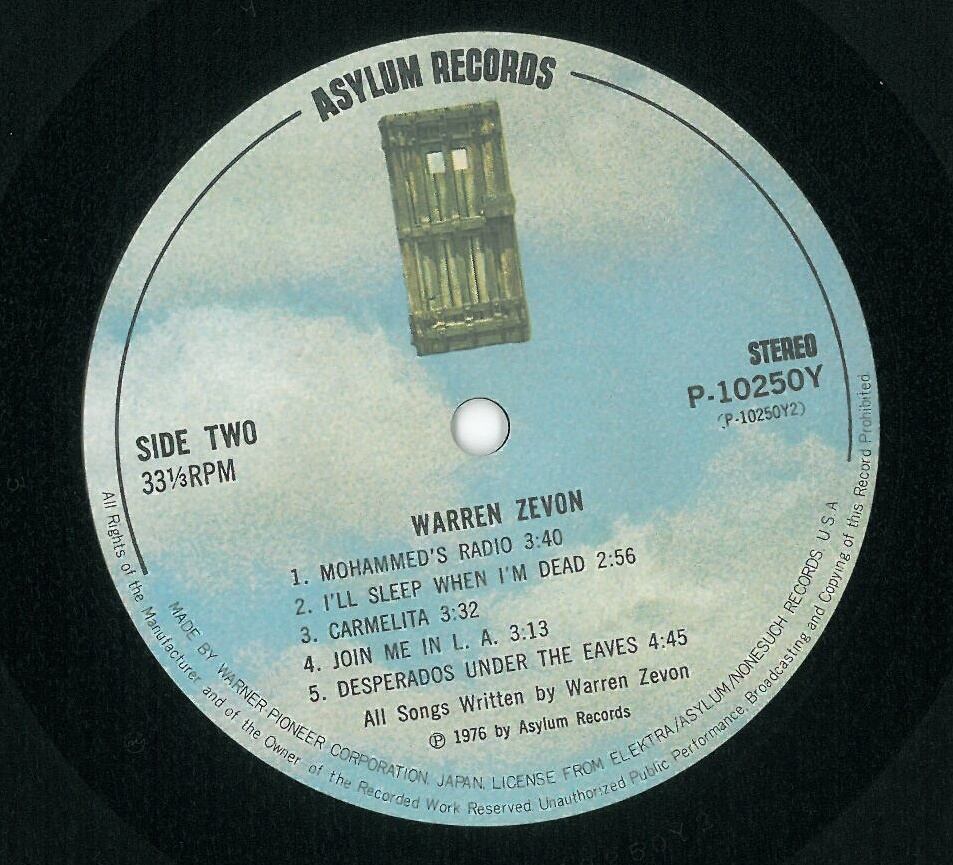 ASYLUM RECORDS
STEREO
P-10250Y
(P-10250Y2)
SIDE TWO
33⅓RPM
WARREN ZEVON
1. MOHAMMED'S RADIO 3:40
2. I'LL SLEEP WHEN I'M DEAD 2:56
3. CARMELITA 3:32
4. JOIN ME IN L. A. 3:13
5. DESPERADOS UNDER THE EAVES 4:45
All Songs Written by Warren Zevon
Ⓟ 1976 by Asylum Records
MADE BY WARNER-PIONEER CORPORATION. JAPAN. LICENSE FROM ELEKTRA/ASYLUM/NONESUCH RECORDS U.S.A
All Rights of the Manufacturer and of the Owner of the Recorded Work Reserved. Unauthorized Public Performance, Broadcasting and Copying of this Record Prohibited.